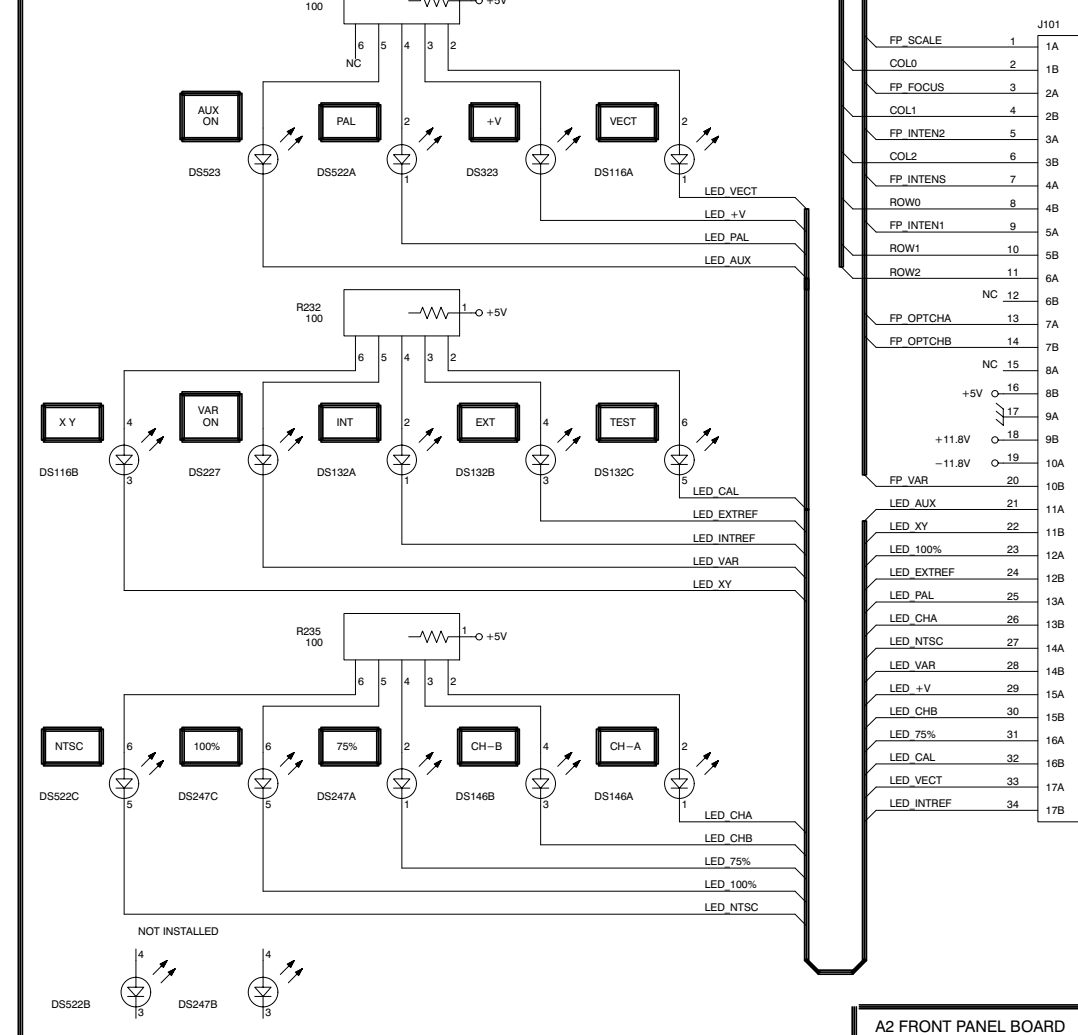 100
+5V
6 5 4 3 2
NC
AUX ON
PAL
+V
VECT
2
2
DS523
DS522A
DS323
DS116A
1
1
LED_VECT
LED_+V
LED_PAL
LED_AUX
R232
100
1
+5V
6 5 4 3 2
X Y
VAR ON
INT
EXT
TEST
4
2
4
6
DS116B
DS227
DS132A
DS132B
DS132C
3
1
3
5
LED_CAL
LED_EXTREF
LED_INTREF
LED_VAR
LED_XY
R235
100
1
+5V
6 5 4 3 2
NTSC
100%
75%
CH–B
CH–A
6
6
2
4
2
DS522C
DS247C
DS247A
DS146B
DS146A
5
5
1
3
1
LED_CHA
LED_CHB
LED_75%
LED_100%
LED_NTSC
NOT INSTALLED
4
4
DS522B
DS247B
3
3
J101
FP_SCALE 1 1A
COL0 2 1B
FP_FOCUS 3 2A
COL1 4 2B
FP_INTEN2 5 3A
COL2 6 3B
FP_INTENS 7 4A
ROW0 8 4B
FP_INTEN1 9 5A
ROW1 10 5B
ROW2 11 6A
NC 12 6B
FP_OPTCHA 13 7A
FP_OPTCHB 14 7B
NC 15 8A
+5V 16 8B
17 9A
+11.8V 18 9B
–11.8V 19 10A
FP_VAR 20 10B
LED_AUX 21 11A
LED_XY 22 11B
LED_100% 23 12A
LED_EXTREF 24 12B
LED_PAL 25 13A
LED_CHA 26 13B
LED_NTSC 27 14A
LED_VAR 28 14B
LED_+V 29 15A
LED_CHB 30 15B
LED_75% 31 16A
LED_CAL 32 16B
LED_VECT 33 17A
LED_INTREF 34 17B
A2 FRONT PANEL BOARD